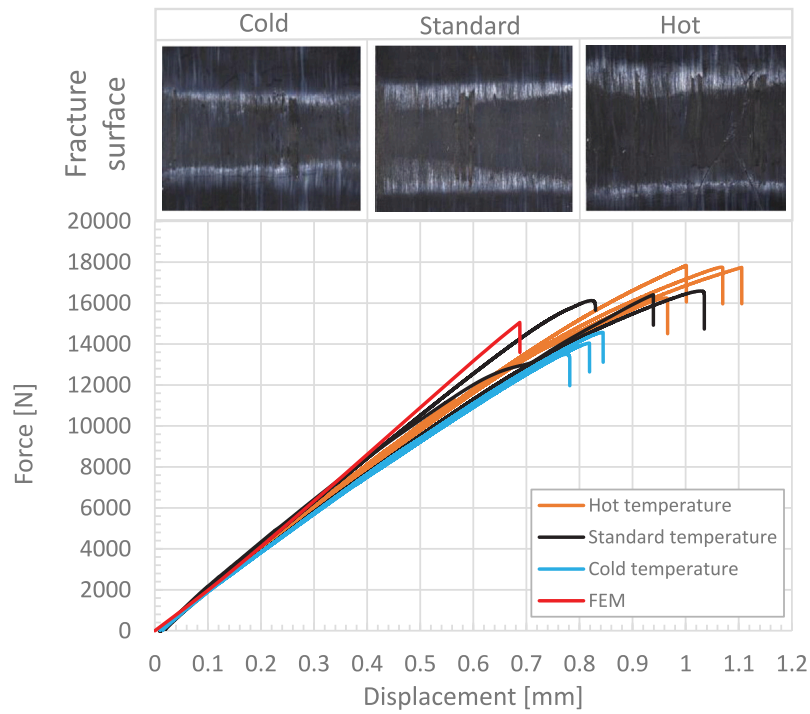 Cold
Standard
Hot
Fracture
surface
20000
18000
16000
14000
12000
10000
8000
6000
4000
2000
0
Force [N]
Hot temperature
Standard temperature
Cold temperature
FEM
0 0.1 0.2 0.3 0.4 0.5 0.6 0.7 0.8 0.9 1 1.1 1.2
Displacement [mm]